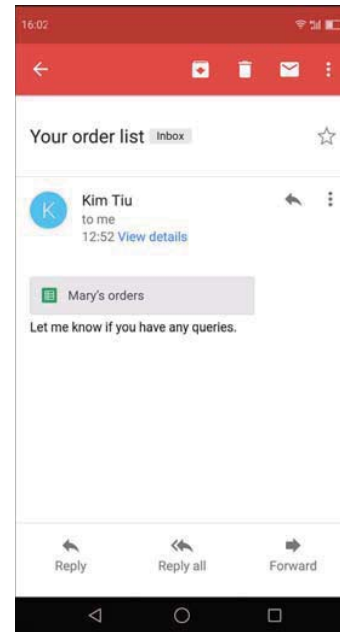 16:02
Your order list Inbox
K
Kim Tiu
to me
12:52 View details
Mary's orders
Let me know if you have any queries.
Reply Reply all Forward